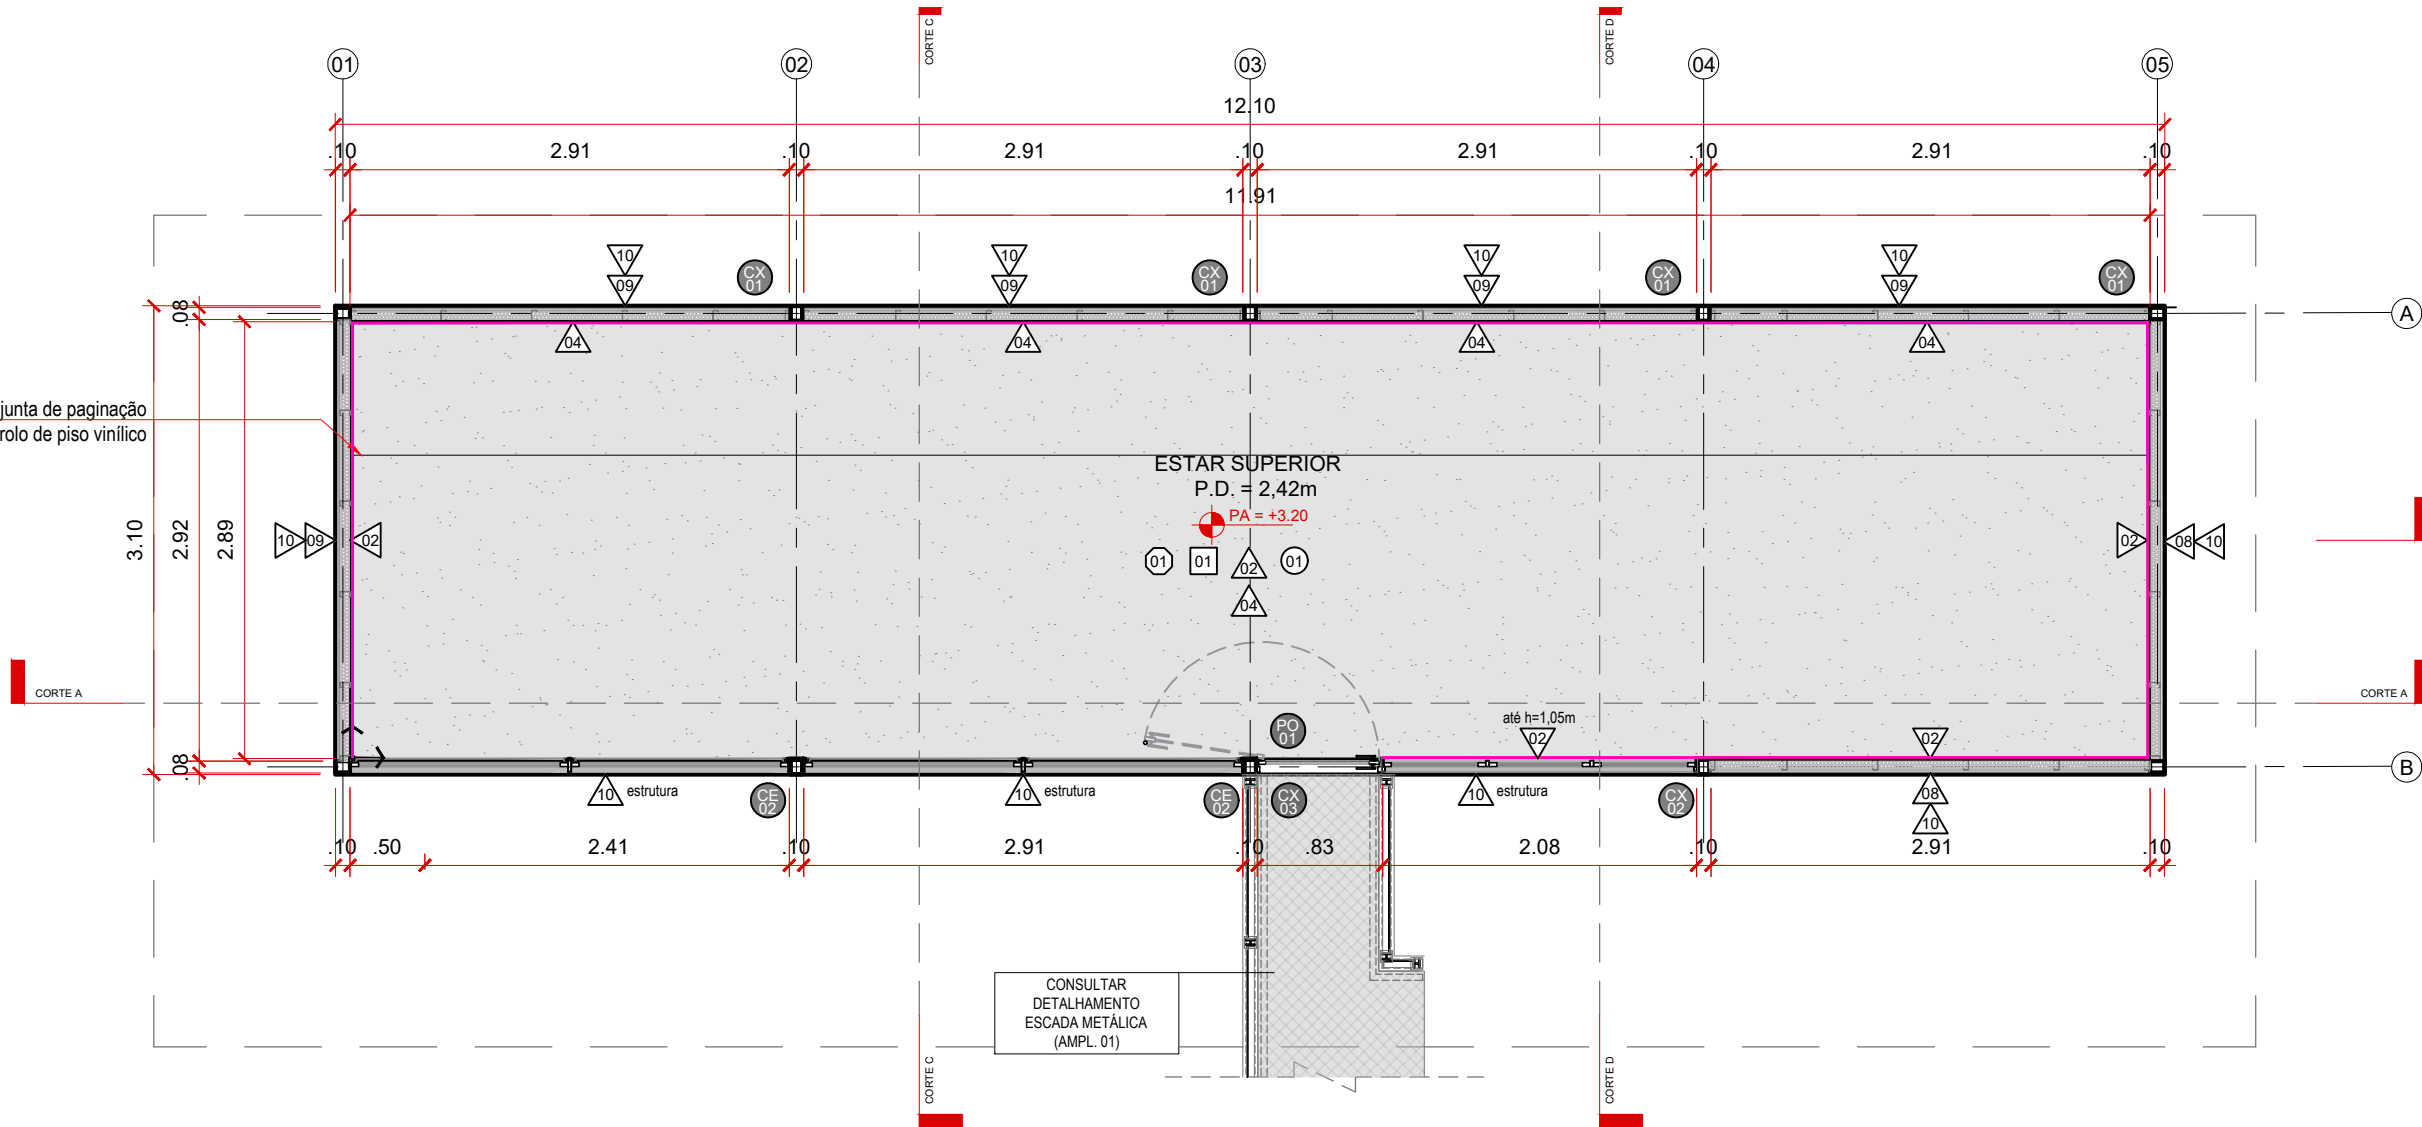 CORTE C
CORTE D
01
02
03
04
05
12.10
.10
2.91
.10
2.91
.10
2.91
.10
2.91
.10
11.91
10
09
CX
01
10
09
CX
01
10
09
CX
01
10
09
CX
01
A
04
04
04
04
junta de paginação
rolo de piso vinílico
.08
3.10
2.92
2.89
.08
ESTAR SUPERIOR
P.D. = 2,42m
PA = +3.20
10
09
02
01
01
02
01
04
02
08
10
CORTE A
CORTE A
PO
01
até h=1,05m
02
02
B
10
estrutura
CE
02
10
estrutura
CE
02
CX
03
10
estrutura
CX
02
08
10
.10
.50
2.41
.10
2.91
.10
.83
2.08
.10
2.91
.10
CONSULTAR
DETALHAMENTO
ESCADA METÁLICA
(AMPL. 01)
CORTE C
CORTE D